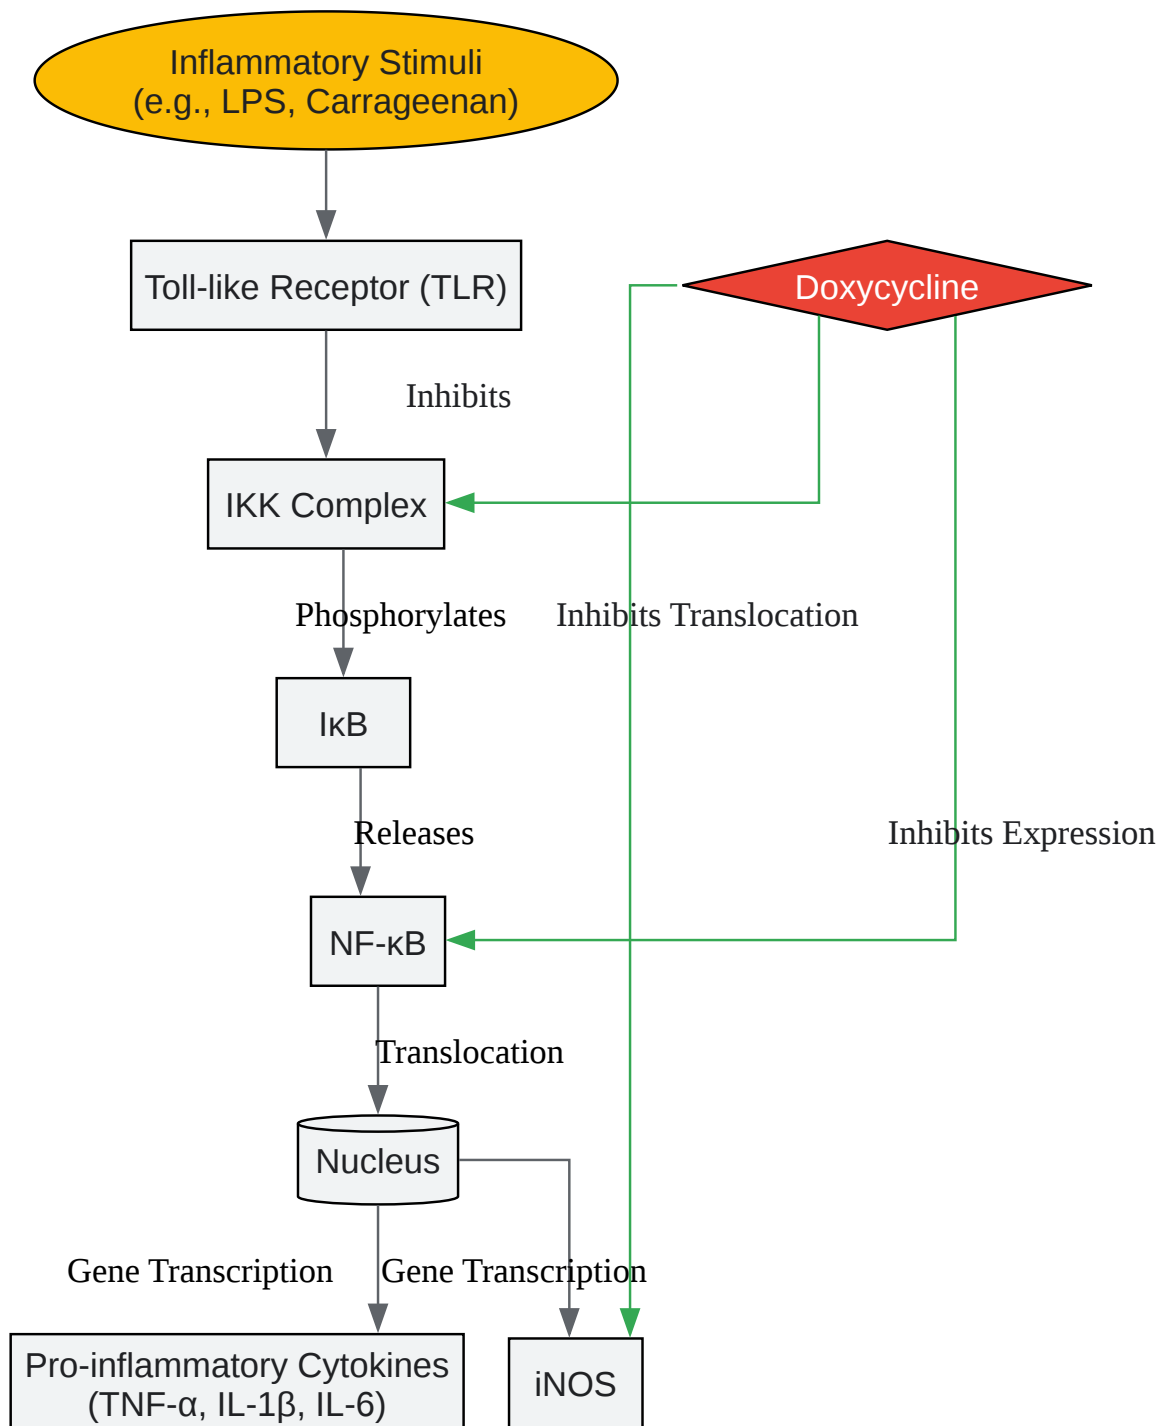 Inflammatory Stimuli
(e.g., LPS, Carrageenan)
Toll-like Receptor (TLR)
Doxycycline
Inhibits
IKK Complex
Phosphorylates
Inhibits Translocation
IκB
Releases
Inhibits Expression
NF-κB
Translocation
Nucleus
Gene Transcription
Gene Transcription
Pro-inflammatory Cytokines
(TNF-α, IL-1β, IL-6)
iNOS